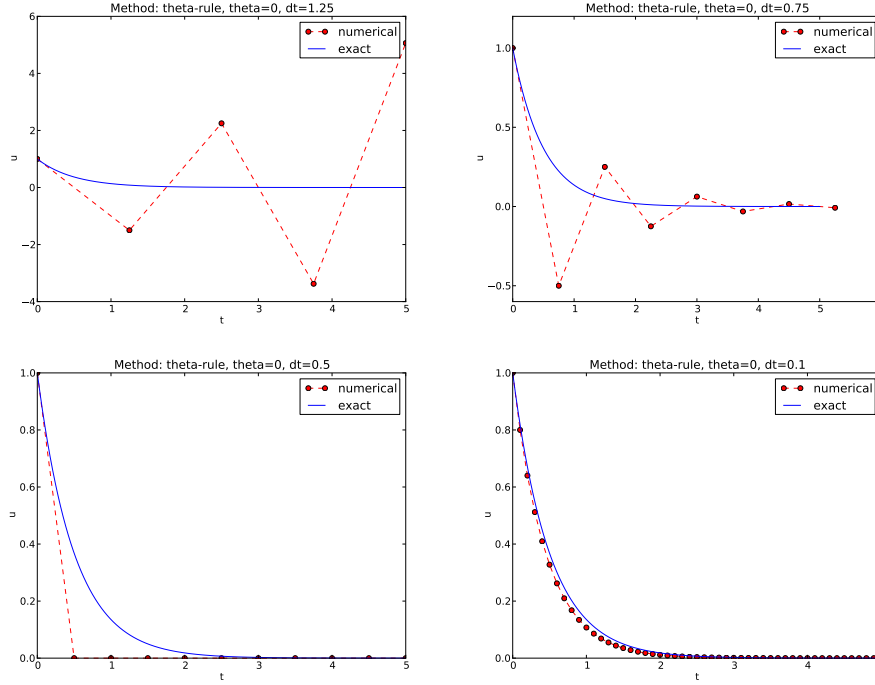 Method: theta-rule, theta=0, dt=1.25
6
4
2
0
−2
−4
u
0 1 2 3 4 5
t
numerical
exact
Method: theta-rule, theta=0, dt=0.75
1.0
0.5
0.0
−0.5
u
0 1 2 3 4 5
t
numerical
exact
Method: theta-rule, theta=0, dt=0.5
1.0
0.8
0.6
0.4
0.2
0.0
u
0 1 2 3 4 5
t
numerical
exact
Method: theta-rule, theta=0, dt=0.1
1.0
0.8
0.6
0.4
0.2
0.0
u
0 1 2 3 4
t
numerical
exact